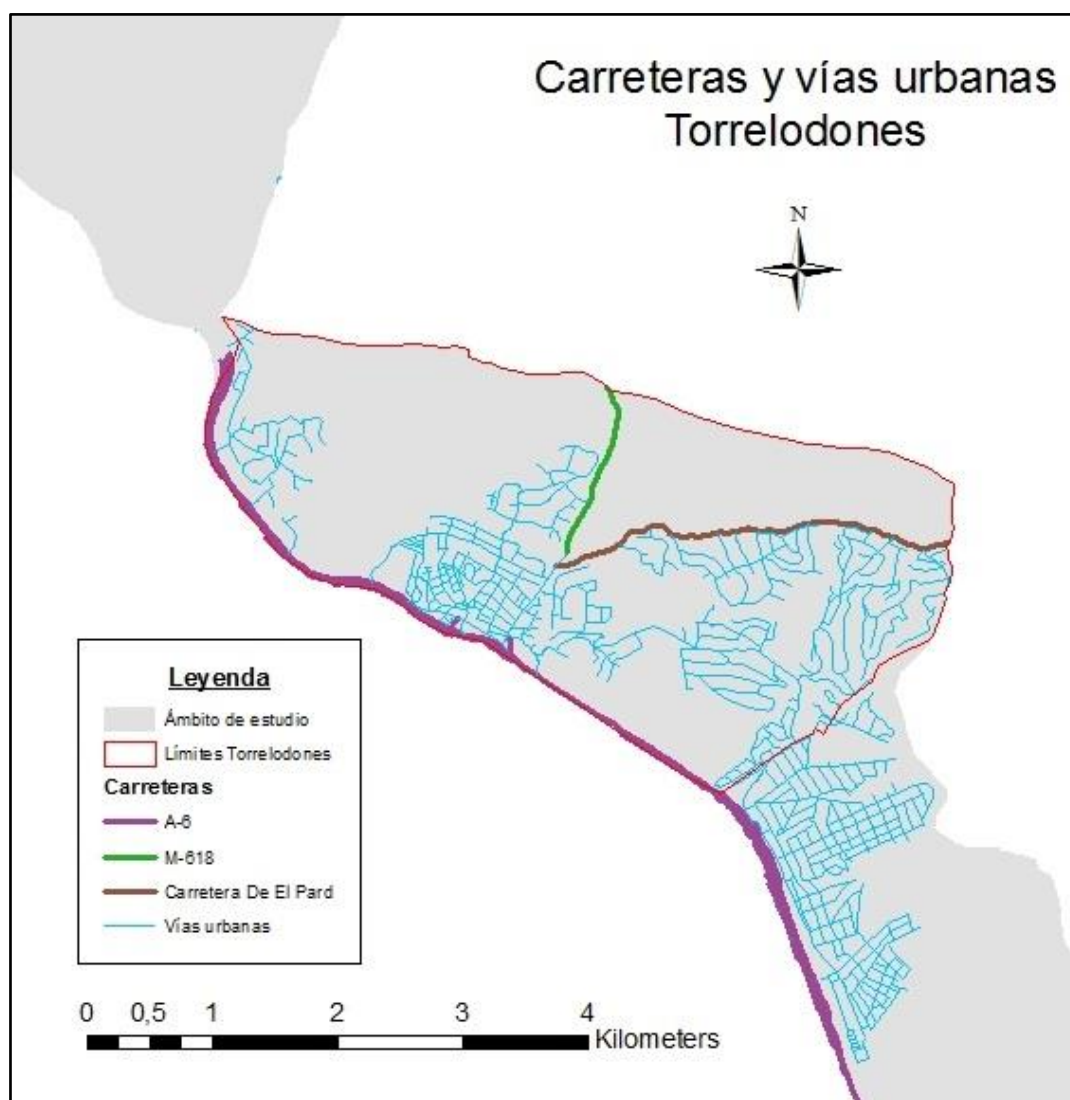 Carreteras y vías urbanas
Torrelodones
N
Leyenda
Ámbito de estudio
Límites Torrelodones
Carreteras
A-6
M-618
Carretera De El Pard
Vías urbanas
0 0,5 1 2 3 4
Kilometers